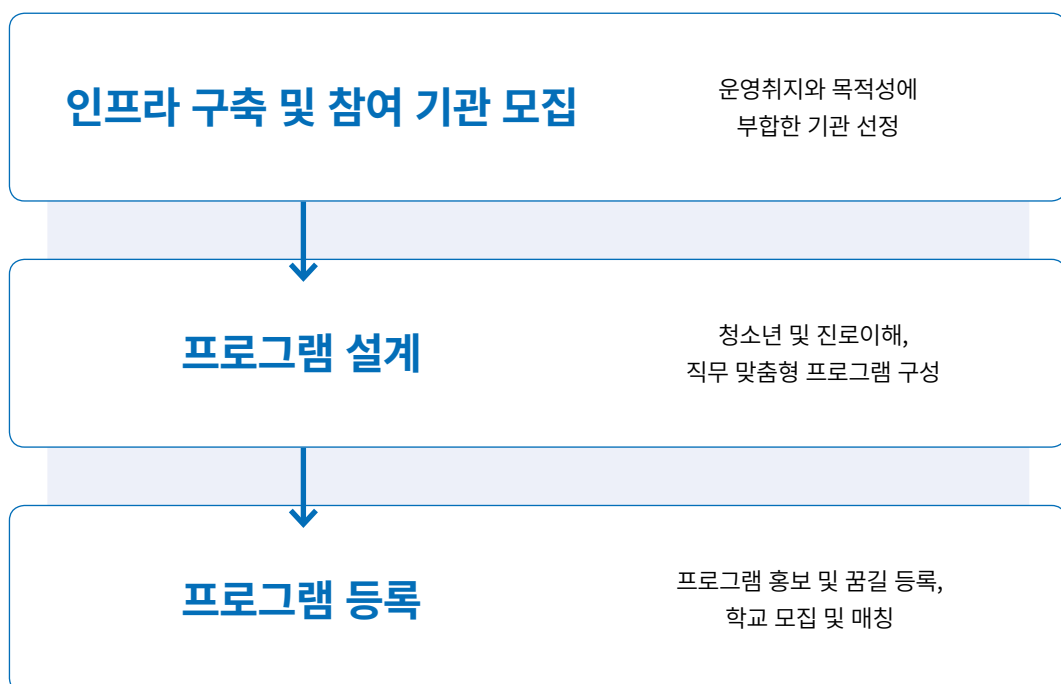 인프라 구축 및 참여 기관 모집
운영취지와 목적성에
부합한 기관 선정
프로그램 설계
청소년 및 진로이해,
직무 맞춤형 프로그램 구성
프로그램 등록
프로그램 홍보 및 꿈길 등록,
학교 모집 및 매칭